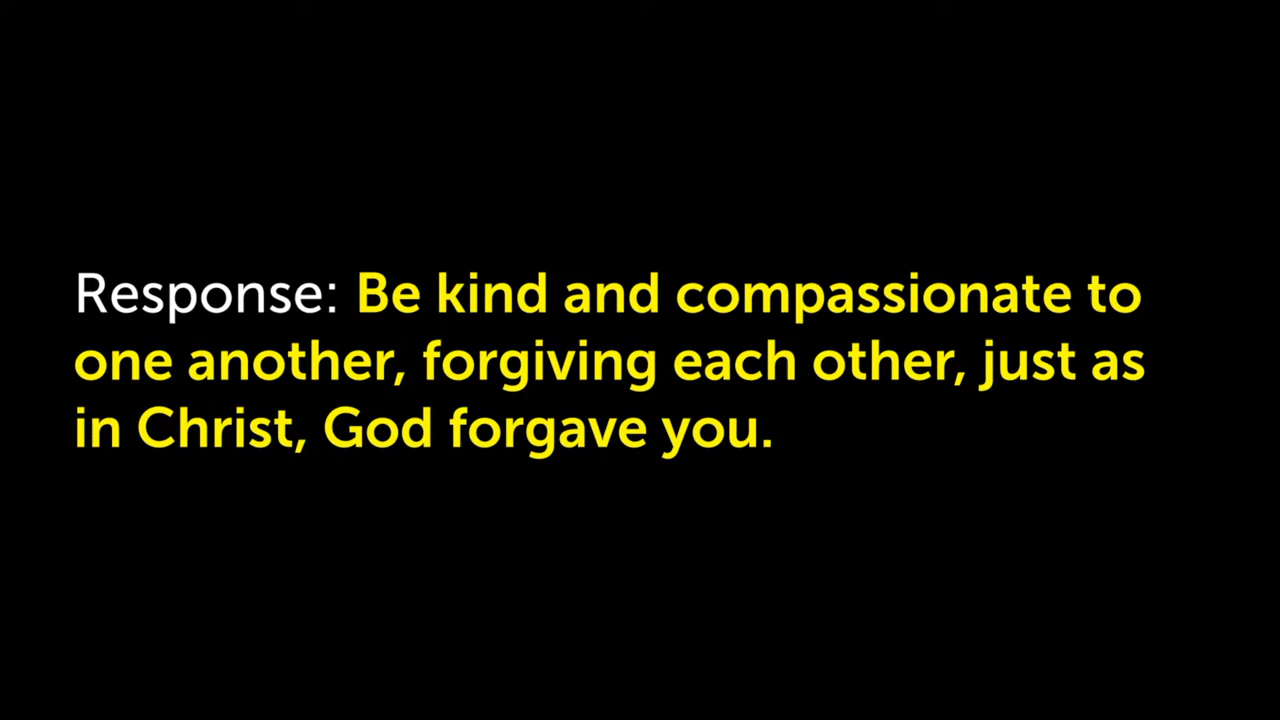 Response: Be kind and compassionate to
one another, forgiving each other, just as
in Christ, God forgave you.